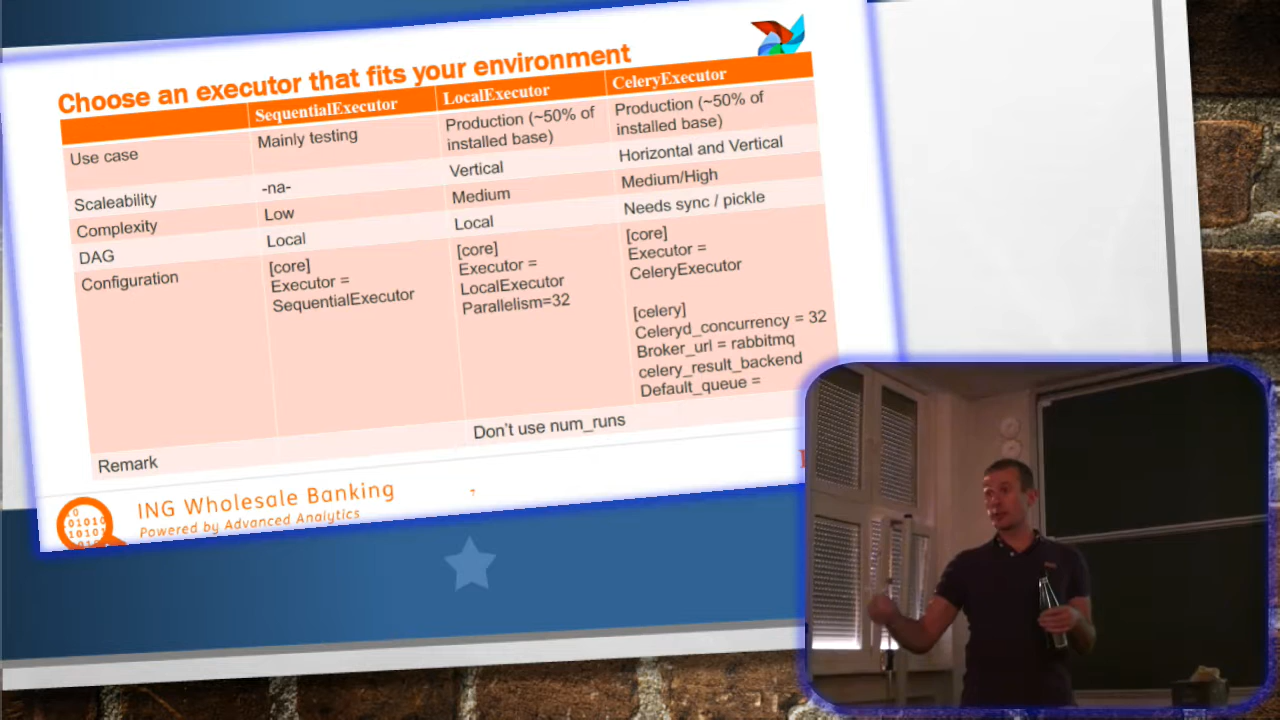 Choose an executor that fits your environment
SequentialExecutor
LocalExecutor
CeleryExecutor
Use case
Mainly testing
Production (~50% of
installed base)
Production (~50% of
installed base)
Scaleability
-na-
Vertical
Horizontal and Vertical
Complexity
Low
Medium
Medium/High
DAG
Local
Local
Needs sync / pickle
Configuration
[core]
Executor =
SequentialExecutor
[core]
Executor =
LocalExecutor
Parallelism=32
[core]
Executor =
CeleryExecutor
[celery]
Celeryd_concurrency = 32
Broker_url = rabbitmq
celery_result_backend
Default_queue =
Remark
Don't use num_runs
ING Wholesale Banking
Powered by Advanced Analytics